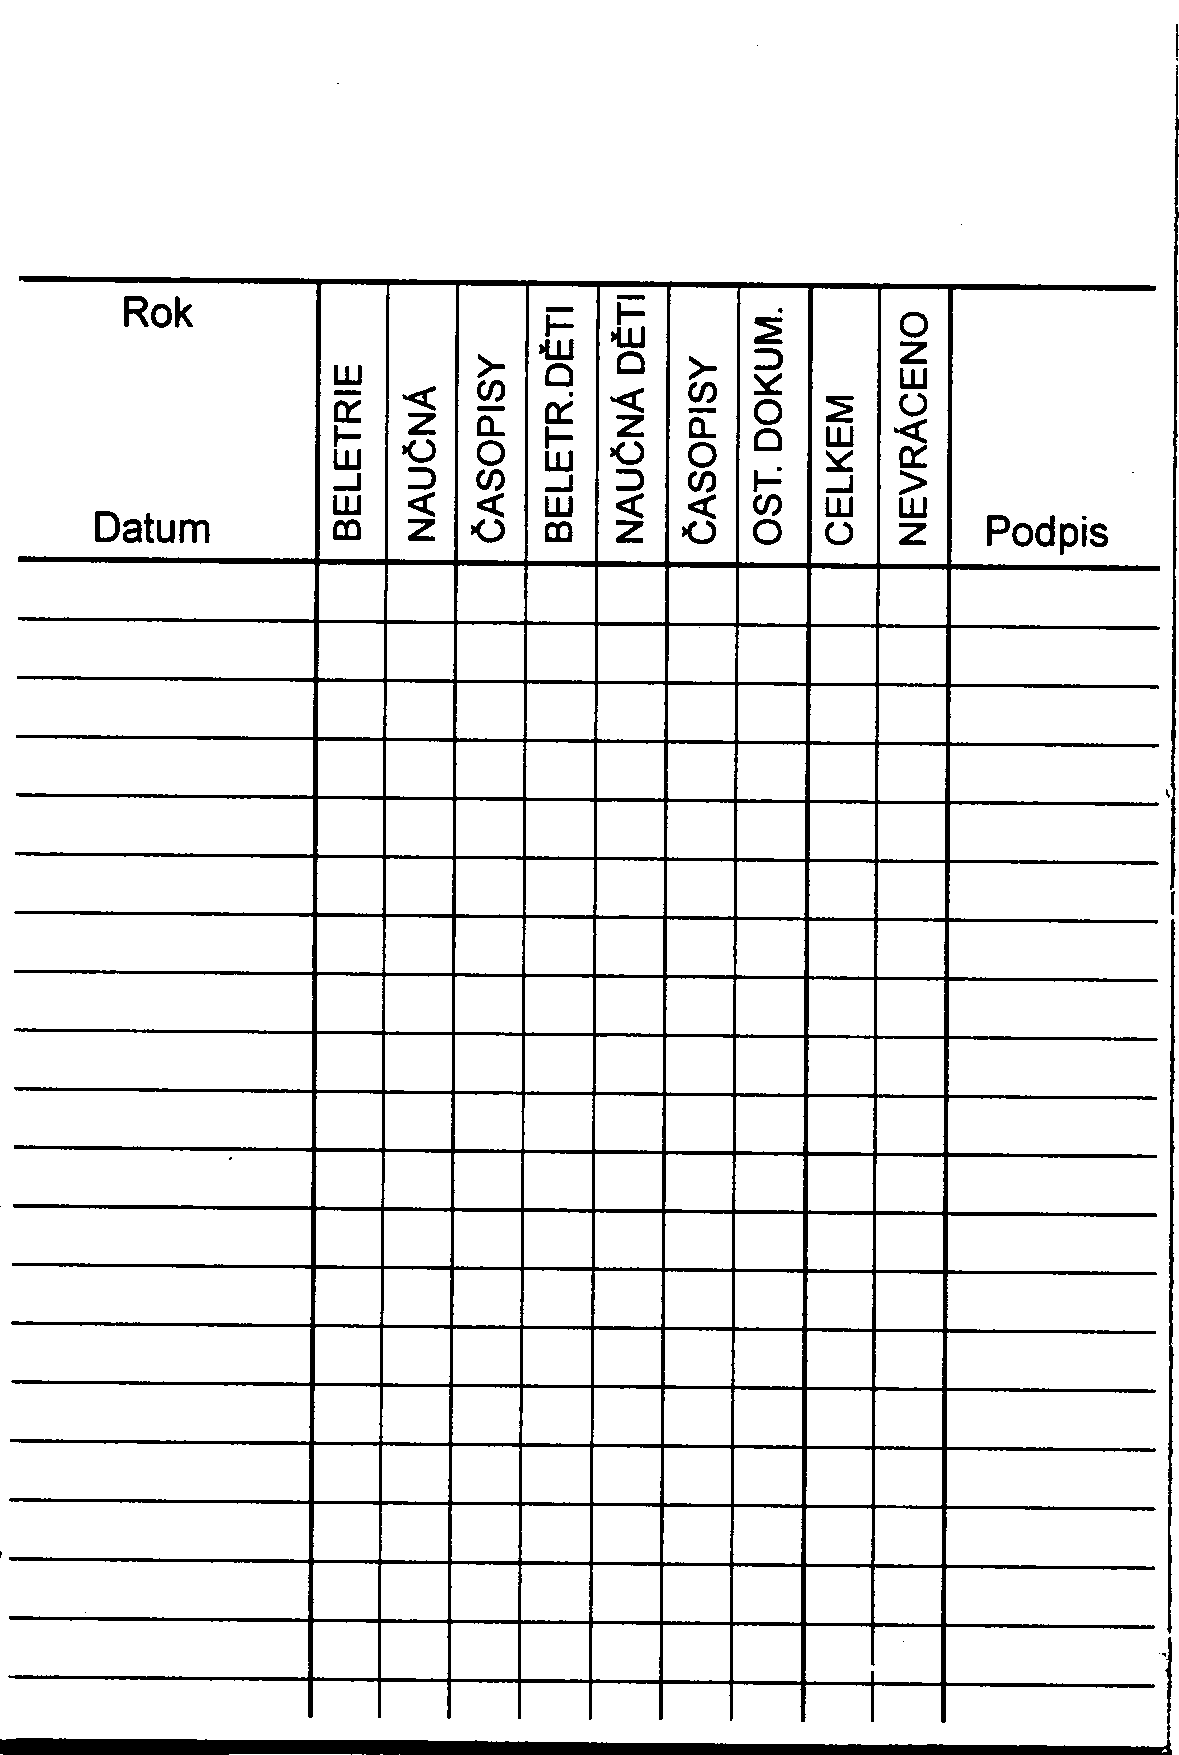 Rok
Datum
BELETRIE
NAUČNÁ
ČASOPISY
BELETR.DĚTI
NAUČNÁ DĚTI
ČASOPISY
OST. DOKUM.
CELKEM
NEVRÁCENO
Podpis